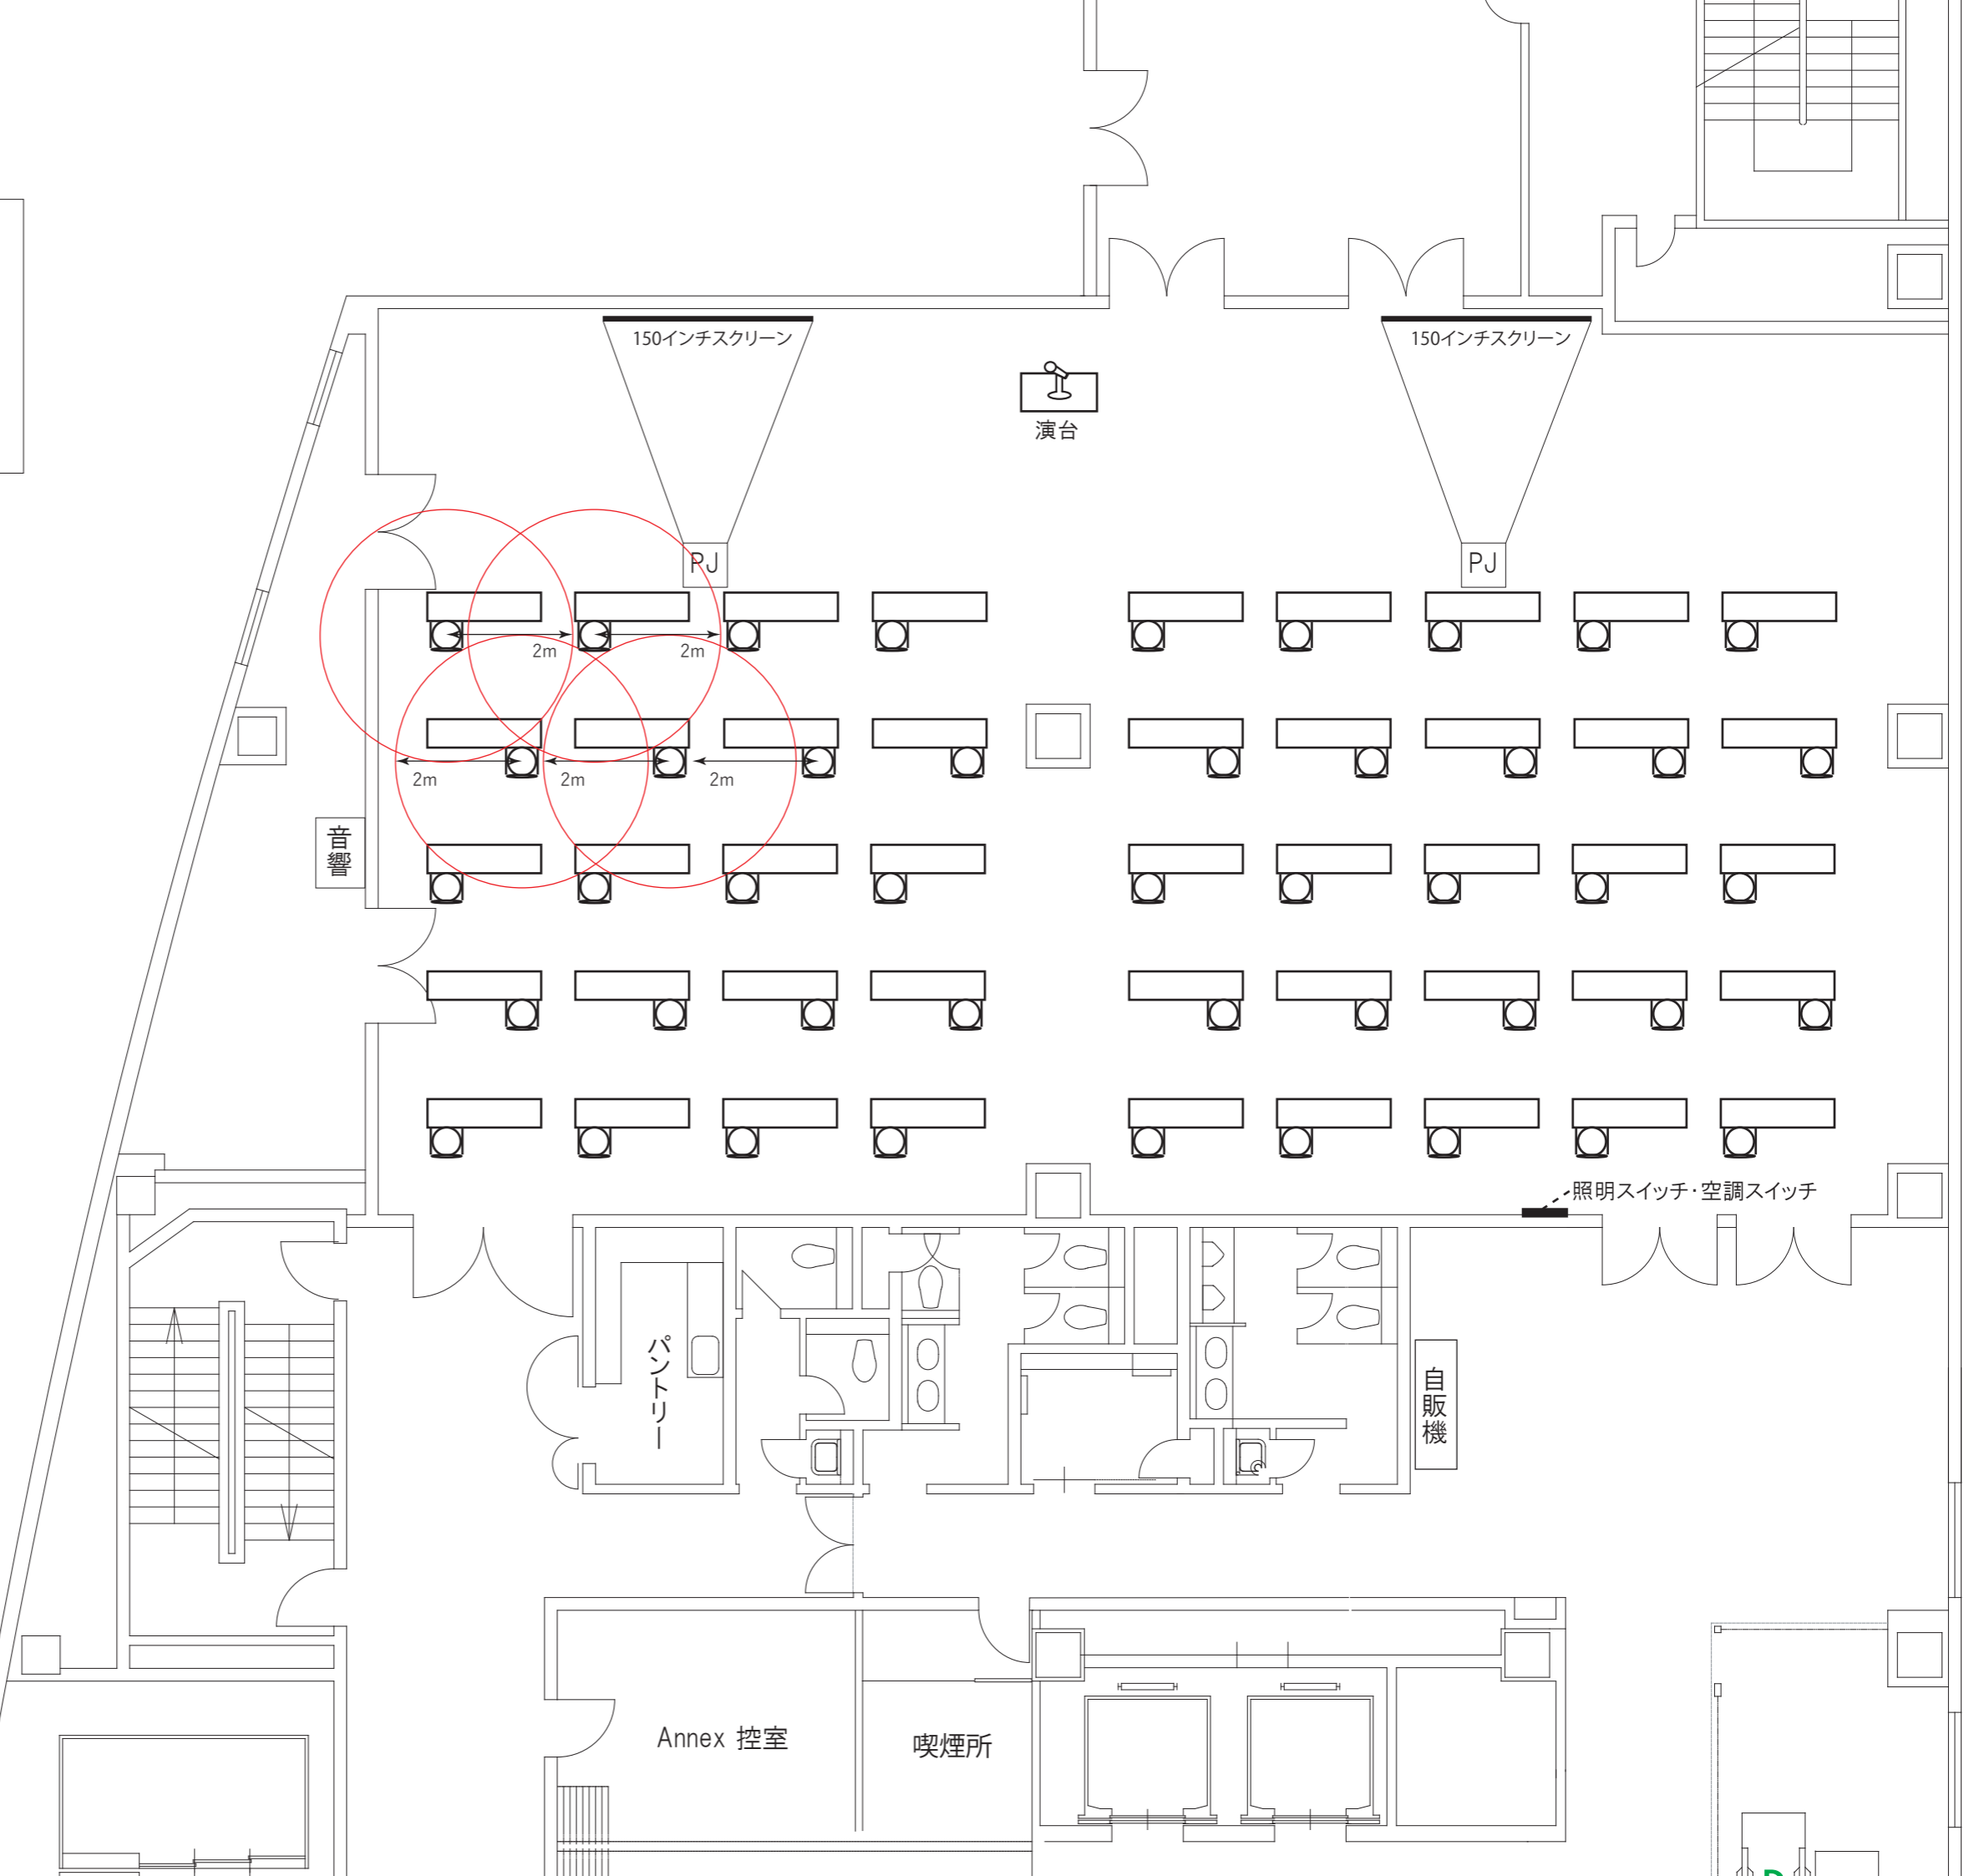 150インチスクリーン
150インチスクリーン
演台
PJ
PJ
2m
2m
2m
2m
2m
音響
照明スイッチ・空調スイッチ
パントリー
自販機
Annex 控室
喫煙所